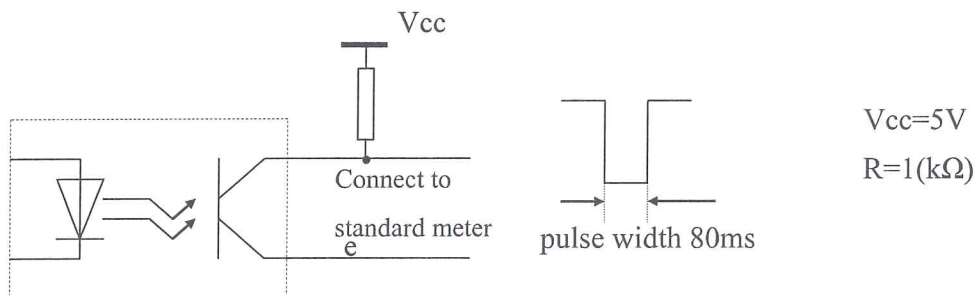 Vcc
Vcc=5V
R=1(kΩ)
Connect to
standard meter
e
pulse width 80ms